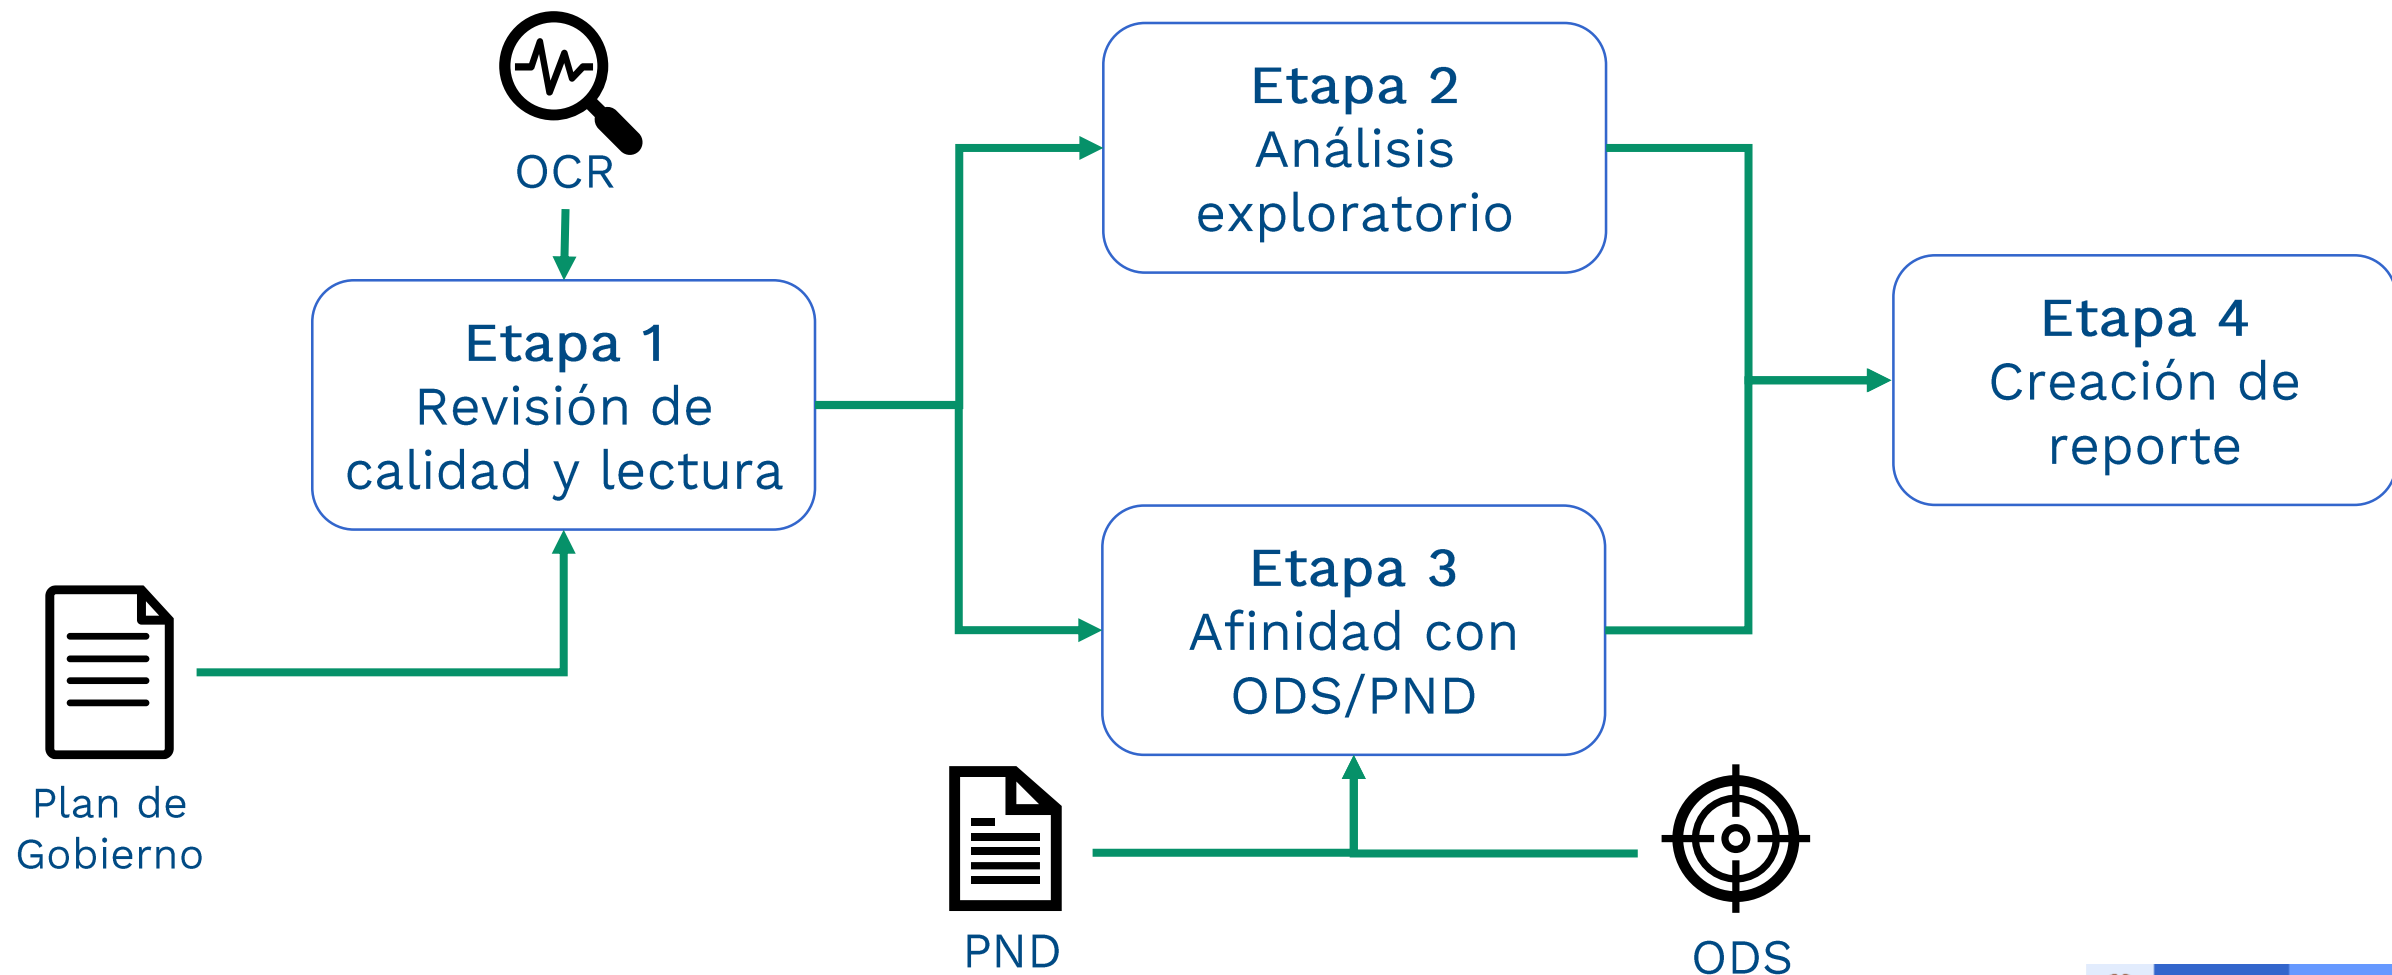 OCR
Etapa 1
Revisión de
calidad y lectura
Plan de
Gobierno
Etapa 2
Análisis
exploratorio
Etapa 3
Afinidad con
ODS/PND
PND
ODS
Etapa 4
Creación de
reporte